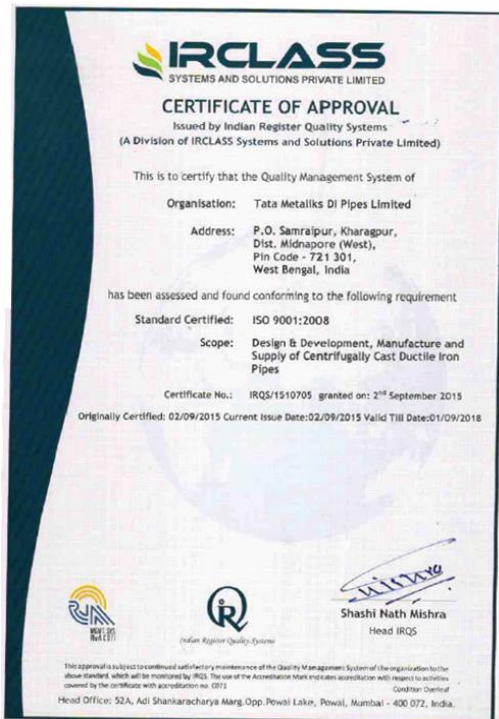 IRCLASS
SYSTEMS AND SOLUTIONS PRIVATE LIMITED
CERTIFICATE OF APPROVAL
Issued by Indian Register Quality Systems
(A Division of IRCLASS Systems and Solutions Private Limited)
This is to certify that the Quality Management System of
Organisation: Tata Metaliks DI Pipes Limited
Address: P.O. Samraipur, Kharagpur,
Dist. Midnapore (West),
Pin Code - 721 301,
West Bengal, India
has been assessed and found conforming to the following requirement
Standard Certified: ISO 9001:2008
Scope: Design & Development, Manufacture and
Supply of Centrifugally Cast Ductile Iron
Pipes
Certificate No.: IRQS/1510705 granted on: 2nd September 2015
Originally Certified: 02/09/2015 Current Issue Date:02/09/2015 Valid Till Date:01/09/2018
Shashi Nath Mishra
Head IRQS
RvA
MGMT. SYS.
RvA C071
IR
Indian Register Quality Systems
This approval is subject to continued satisfactory maintenance of the Quality Management System of the organization to the
above standard, which will be monitored by IRQS. The use of the Accreditation Mark indicates accreditation with respect to activities
covered by the certificate with accreditation no. C071
Condition Overleaf
Head Office: 52A, Adi Shankaracharya Marg.Opp.Powai Lake, Powai, Mumbai - 400 072, India.